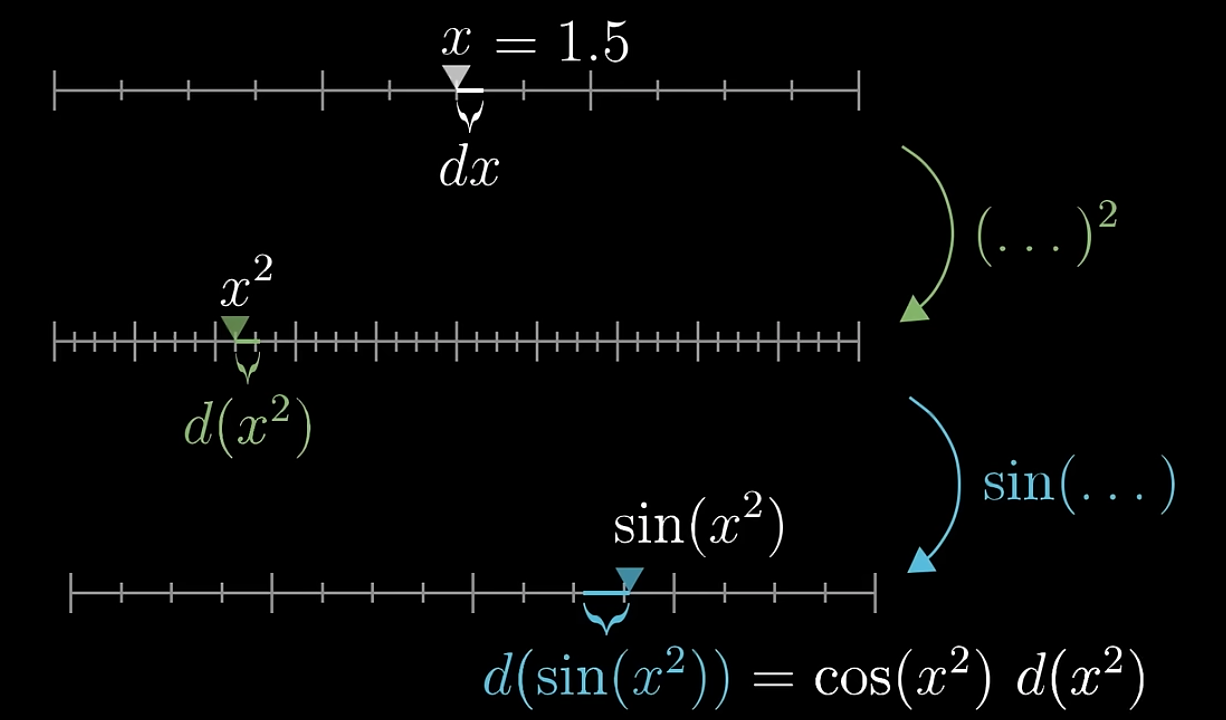 x = 1.5
dx
(...)²
x²
d(x²)
sin(...)
sin(x²)
d(sin(x²)) = cos(x²) d(x²)